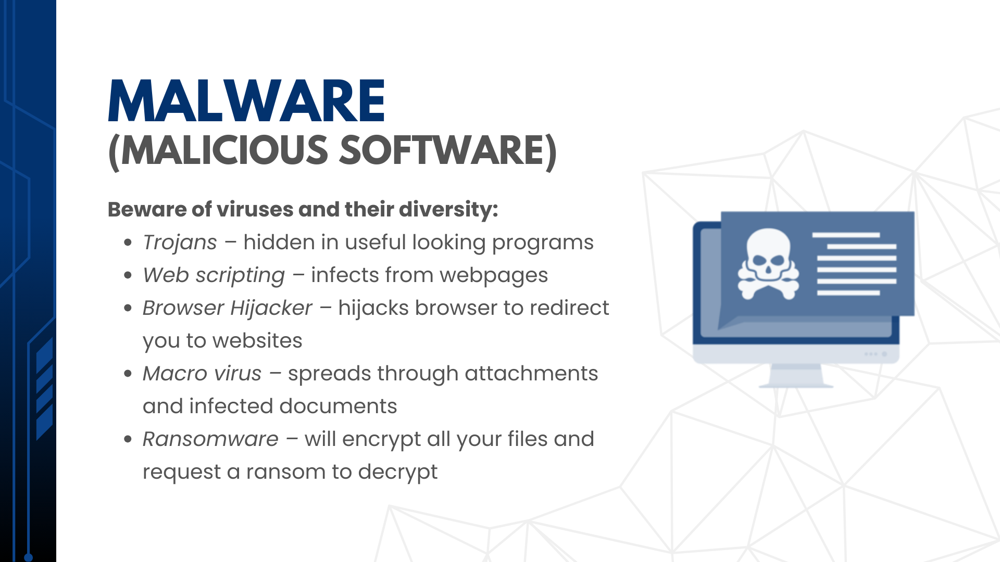 MALWARE
(MALICIOUS SOFTWARE)
Beware of viruses and their diversity:
• Trojans – hidden in useful looking programs
• Web scripting – infects from webpages
• Browser Hijacker – hijacks browser to redirect
you to websites
• Macro virus – spreads through attachments
and infected documents
• Ransomware – will encrypt all your files and
request a ransom to decrypt